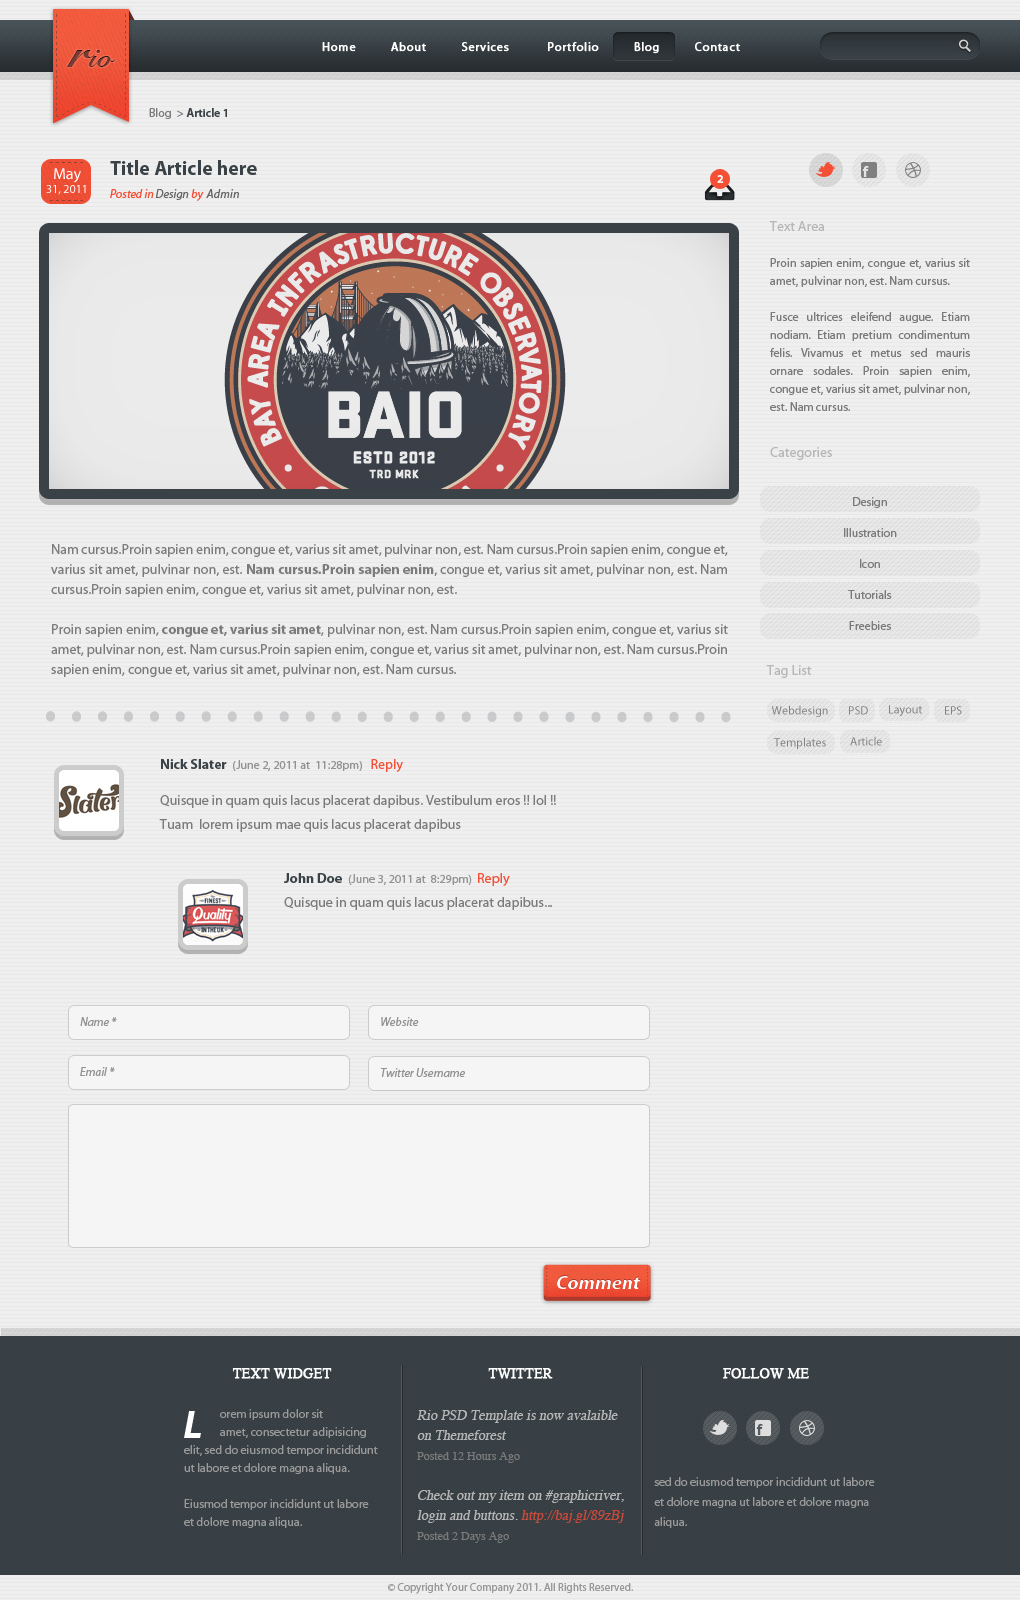 Rio
Home About Services Portfolio Blog Contact
Blog > Article 1
May
31, 2011
Title Article here
Posted in Design by Admin
2
BAY AREA INFRASTRUCTURE OBSERVATORY
BAIO
ESTD 2012
TRD MRK
Nam cursus.Proin sapien enim, congue et, varius sit amet, pulvinar non, est. Nam cursus.Proin sapien enim, congue et,
varius sit amet, pulvinar non, est. Nam cursus.Proin sapien enim, congue et, varius sit amet, pulvinar non, est. Nam
cursus.Proin sapien enim, congue et, varius sit amet, pulvinar non, est.
Proin sapien enim, congue et, varius sit amet, pulvinar non, est. Nam cursus.Proin sapien enim, congue et, varius sit
amet, pulvinar non, est. Nam cursus.Proin sapien enim, congue et, varius sit amet, pulvinar non, est. Nam cursus.Proin
sapien enim, congue et, varius sit amet, pulvinar non, est. Nam cursus.
Slater
Nick Slater (June 2, 2011 at 11:28pm) Reply
Quisque in quam quis lacus placerat dapibus. Vestibulum eros !! lol !!
Tuam lorem ipsum mae quis lacus placerat dapibus
FINEST
Quality
IN THE UK
John Doe (June 3, 2011 at 8:29pm) Reply
Quisque in quam quis lacus placerat dapibus...
Name *
Website
Email *
Twitter Username
Comment
Text Area
Proin sapien enim, congue et, varius sit
amet, pulvinar non, est. Nam cursus.
Fusce ultrices eleifend augue. Etiam
nodiam. Etiam pretium condimentum
felis. Vivamus et metus sed mauris
ornare sodales. Proin sapien enim,
congue et, varius sit amet, pulvinar non,
est. Nam cursus.
Categories
Design
Illustration
Icon
Tutorials
Freebies
Tag List
Webdesign PSD Layout EPS
Templates Article
TEXT WIDGET
Lorem ipsum dolor sit
amet, consectetur adipisicing
elit, sed do eiusmod tempor incididunt
ut labore et dolore magna aliqua.
Eiusmod tempor incididunt ut labore
et dolore magna aliqua.
TWITTER
Rio PSD Template is now avalaible
on Themeforest
Posted 12 Hours Ago
Check out my item on #graphicriver,
login and buttons. http://baj.gl/89zBj
Posted 2 Days Ago
FOLLOW ME
sed do eiusmod tempor incididunt ut labore
et dolore magna ut labore et dolore magna
aliqua.
© Copyright Your Company 2011. All Rights Reserved.